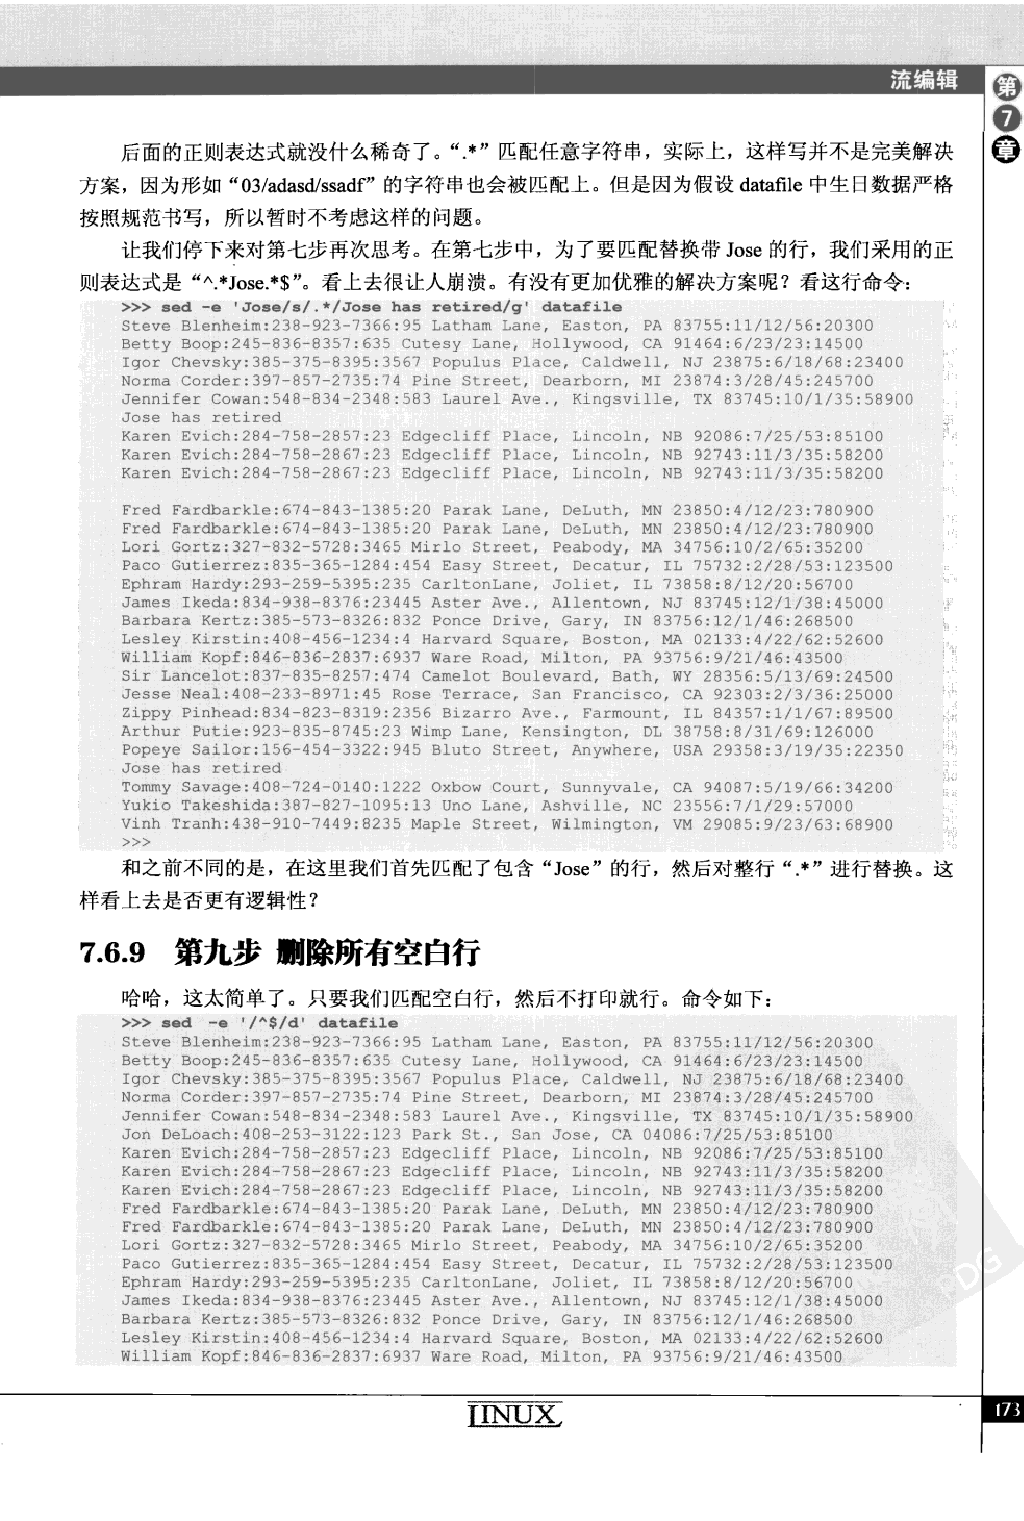 流编辑
第
7
章
后面的正则表达式就没什么稀奇了。“.*”匹配任意字符串，实际上，这样写并不是完美解决
方案，因为形如“03/adasd/ssadf”的字符串也会被匹配上。但是因为假设 datafile 中生日数据严格
按照规范书写，所以暂时不考虑这样的问题。
让我们停下来对第七步再次思考。在第七步中，为了要匹配替换带 Jose 的行，我们采用的正
则表达式是“^.*Jose.*$”。看上去很让人崩溃。有没有更加优雅的解决方案呢？看这行命令：
>>> sed -e 'Jose/s/.*/Jose has retired/g' datafile
Steve Blenheim:238-923-7366:95 Latham Lane, Easton, PA 83755:11/12/56:20300
Betty Boop:245-836-8357:635 Cutesy Lane, Hollywood, CA 91464:6/23/23:14500
Igor Chevsky:385-375-8395:3567 Populus Place, Caldwell, NJ 23875:6/18/68:23400
Norma Corder:397-857-2735:74 Pine Street, Dearborn, MI 23874:3/28/45:245700
Jennifer Cowan:548-834-2348:583 Laurel Ave., Kingsville, TX 83745:10/1/35:58900
Jose has retired
Karen Evich:284-758-2857:23 Edgecliff Place, Lincoln, NB 92086:7/25/53:85100
Karen Evich:284-758-2867:23 Edgecliff Place, Lincoln, NB 92743:11/3/35:58200
Karen Evich:284-758-2867:23 Edgecliff Place, Lincoln, NB 92743:11/3/35:58200
Fred Fardbarkle:674-843-1385:20 Parak Lane, DeLuth, MN 23850:4/12/23:780900
Fred Fardbarkle:674-843-1385:20 Parak Lane, DeLuth, MN 23850:4/12/23:780900
Lori Gortz:327-832-5728:3465 Mirlo Street, Peabody, MA 34756:10/2/65:35200
Paco Gutierrez:835-365-1284:454 Easy Street, Decatur, IL 75732:2/28/53:123500
Ephram Hardy:293-259-5395:235 CarltonLane, Joliet, IL 73858:8/12/20:56700
James Ikeda:834-938-8376:23445 Aster Ave., Allentown, NJ 83745:12/1/38:45000
Barbara Kertz:385-573-8326:832 Ponce Drive, Gary, IN 83756:12/1/46:268500
Lesley Kirstin:408-456-1234:4 Harvard Square, Boston, MA 02133:4/22/62:52600
William Kopf:846-836-2837:6937 Ware Road, Milton, PA 93756:9/21/46:43500
Sir Lancelot:837-835-8257:474 Camelot Boulevard, Bath, WY 28356:5/13/69:24500
Jesse Neal:408-233-8971:45 Rose Terrace, San Francisco, CA 92303:2/3/36:25000
Zippy Pinhead:834-823-8319:2356 Bizarro Ave., Farmount, IL 84357:1/1/67:89500
Arthur Putie:923-835-8745:23 Wimp Lane, Kensington, DL 38758:8/31/69:126000
Popeye Sailor:156-454-3322:945 Bluto Street, Anywhere, USA 29358:3/19/35:22350
Jose has retired
Tommy Savage:408-724-0140:1222 Oxbow Court, Sunnyvale, CA 94087:5/19/66:34200
Yukio Takeshida:387-827-1095:13 Uno Lane, Ashville, NC 23556:7/1/29:57000
Vinh Tranh:438-910-7449:8235 Maple Street, Wilmington, VM 29085:9/23/63:68900
>>>
和之前不同的是，在这里我们首先匹配了包含“Jose”的行，然后对整行“.*”进行替换。这
样看上去是否更有逻辑性？
7.6.9 第九步 删除所有空白行
哈哈，这太简单了。只要我们匹配空白行，然后不打印就行。命令如下：
>>> sed -e '/^$/d' datafile
Steve Blenheim:238-923-7366:95 Latham Lane, Easton, PA 83755:11/12/56:20300
Betty Boop:245-836-8357:635 Cutesy Lane, Hollywood, CA 91464:6/23/23:14500
Igor Chevsky:385-375-8395:3567 Populus Place, Caldwell, NJ 23875:6/18/68:23400
Norma Corder:397-857-2735:74 Pine Street, Dearborn, MI 23874:3/28/45:245700
Jennifer Cowan:548-834-2348:583 Laurel Ave., Kingsville, TX 83745:10/1/35:58900
Jon DeLoach:408-253-3122:123 Park St., San Jose, CA 04086:7/25/53:85100
Karen Evich:284-758-2857:23 Edgecliff Place, Lincoln, NB 92086:7/25/53:85100
Karen Evich:284-758-2867:23 Edgecliff Place, Lincoln, NB 92743:11/3/35:58200
Karen Evich:284-758-2867:23 Edgecliff Place, Lincoln, NB 92743:11/3/35:58200
Fred Fardbarkle:674-843-1385:20 Parak Lane, DeLuth, MN 23850:4/12/23:780900
Fred Fardbarkle:674-843-1385:20 Parak Lane, DeLuth, MN 23850:4/12/23:780900
Lori Gortz:327-832-5728:3465 Mirlo Street, Peabody, MA 34756:10/2/65:35200
Paco Gutierrez:835-365-1284:454 Easy Street, Decatur, IL 75732:2/28/53:123500
Ephram Hardy:293-259-5395:235 CarltonLane, Joliet, IL 73858:8/12/20:56700
James Ikeda:834-938-8376:23445 Aster Ave., Allentown, NJ 83745:12/1/38:45000
Barbara Kertz:385-573-8326:832 Ponce Drive, Gary, IN 83756:12/1/46:268500
Lesley Kirstin:408-456-1234:4 Harvard Square, Boston, MA 02133:4/22/62:52600
William Kopf:846-836-2837:6937 Ware Road, Milton, PA 93756:9/21/46:43500
PDG
LINUX
173